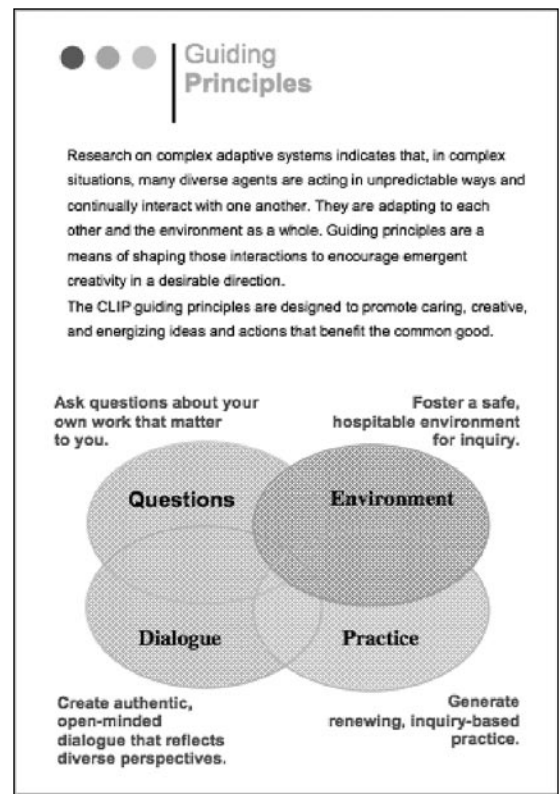 Guiding
Principles
Research on complex adaptive systems indicates that, in complex
situations, many diverse agents are acting in unpredictable ways and
continually interact with one another. They are adapting to each
other and the environment as a whole. Guiding principles are a
means of shaping those interactions to encourage emergent
creativity in a desirable direction.
The CLIP guiding principles are designed to promote caring, creative,
and energizing ideas and actions that benefit the common good.
Ask questions about your
own work that matter
to you.
Foster a safe,
hospitable environment
for inquiry.
Questions
Environment
Dialogue
Practice
Create authentic,
open-minded
dialogue that reflects
diverse perspectives.
Generate
renewing, inquiry-based
practice.